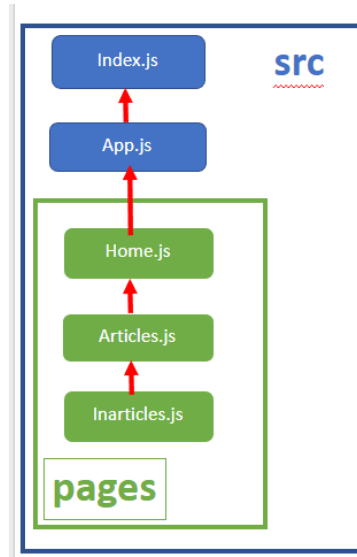 Index.js
src
App.js
Home.js
Articles.js
Inarticles.js
pages